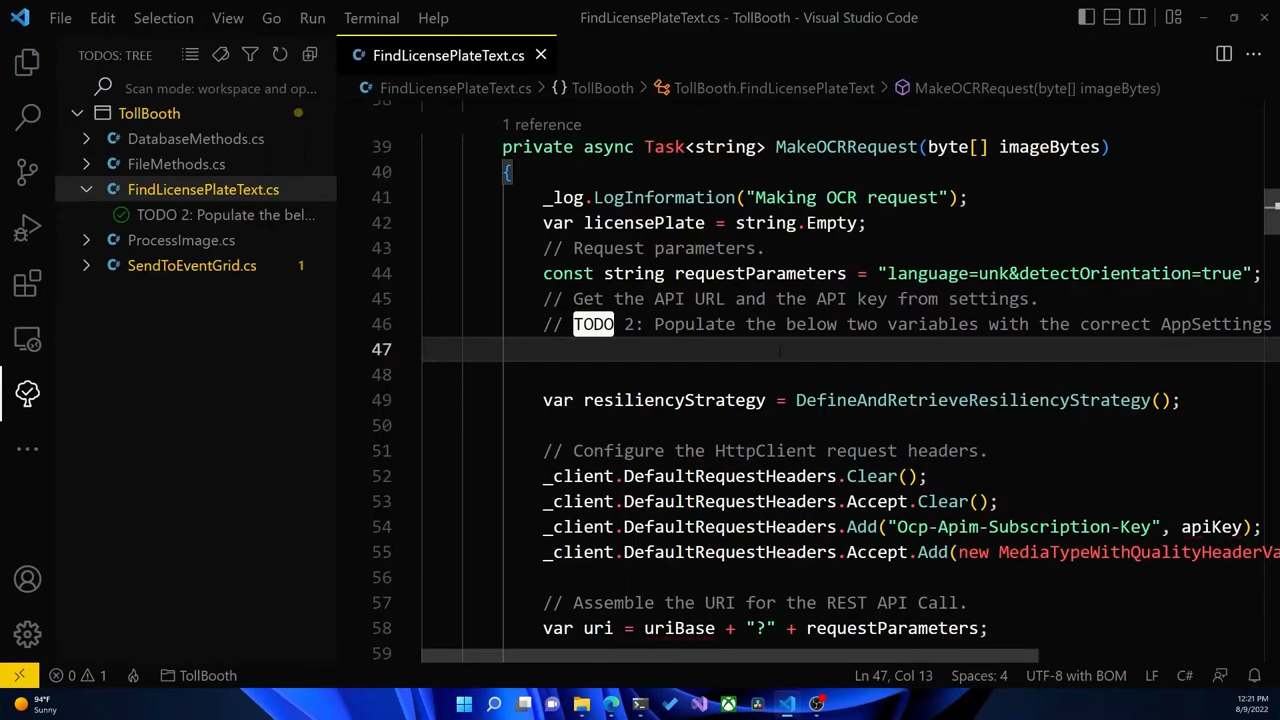 File Edit Selection View Go Run Terminal Help FindLicensePlateText.cs - TollBooth - Visual Studio Code
TODOS: TREE
Scan mode: workspace and op...
TollBooth
DatabaseMethods.cs
FileMethods.cs
FindLicensePlateText.cs
TODO 2: Populate the bel...
ProcessImage.cs
SendToEventGrid.cs 1
FindLicensePlateText.cs
FindLicensePlateText.cs {} TollBooth TollBooth.FindLicensePlateText MakeOCRRequest(byte[] imageBytes)
38
1 reference
39 private async Task<string> MakeOCRRequest(byte[] imageBytes)
40 {
41 _log.LogInformation("Making OCR request");
42 var licensePlate = string.Empty;
43 // Request parameters.
44 const string requestParameters = "language=unk&detectOrientation=true";
45 // Get the API URL and the API key from settings.
46 // TODO 2: Populate the below two variables with the correct AppSettings
47
48
49 var resiliencyStrategy = DefineAndRetrieveResiliencyStrategy();
50
51 // Configure the HttpClient request headers.
52 _client.DefaultRequestHeaders.Clear();
53 _client.DefaultRequestHeaders.Accept.Clear();
54 _client.DefaultRequestHeaders.Add("Ocp-Apim-Subscription-Key", apiKey);
55 _client.DefaultRequestHeaders.Accept.Add(new MediaTypeWithQualityHeaderVa
56
57 // Assemble the URI for the REST API Call.
58 var uri = uriBase + "?" + requestParameters;
59
0 1 TollBooth Ln 47, Col 13 Spaces: 4 UTF-8 with BOM LF C#
94°F
Sunny
12:21 PM
8/9/2022